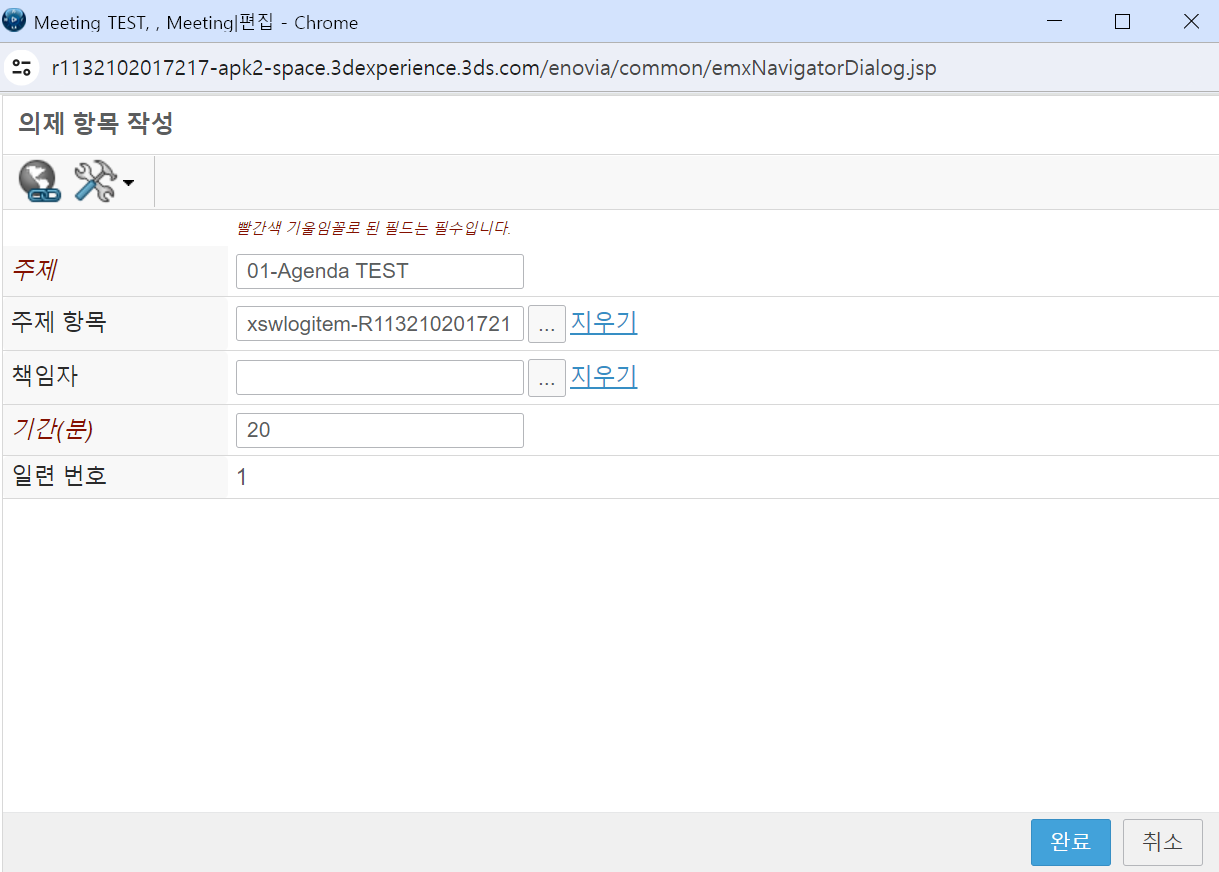 Meeting TEST, , Meeting|편집 - Chrome
r1132102017217-apk2-space.3dexperience.3ds.com/enovia/common/emxNavigatorDialog.jsp
의제 항목 작성
빨간색 기울임꼴로 된 필드는 필수입니다.
주제 01-Agenda TEST
주제 항목 xswlogitem-R113210201721 ... 지우기
책임자 ... 지우기
기간(분) 20
일련 번호 1
완료 취소